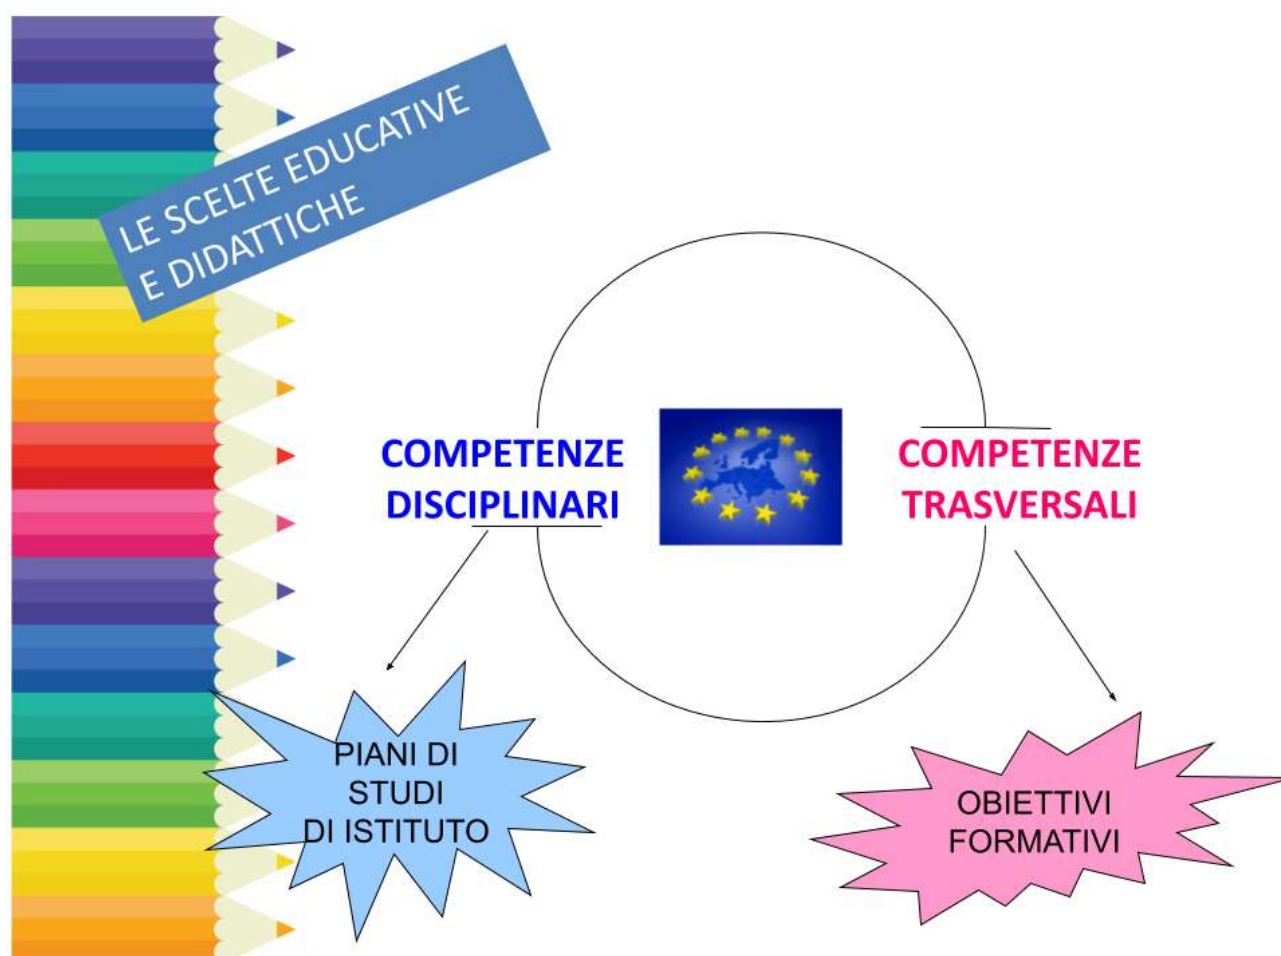 LE SCELTE EDUCATIVE
E DIDATTICHE
COMPETENZE
DISCIPLINARI
COMPETENZE
TRASVERSALI
PIANI DI
STUDI
DI ISTITUTO
OBIETTIVI
FORMATIVI